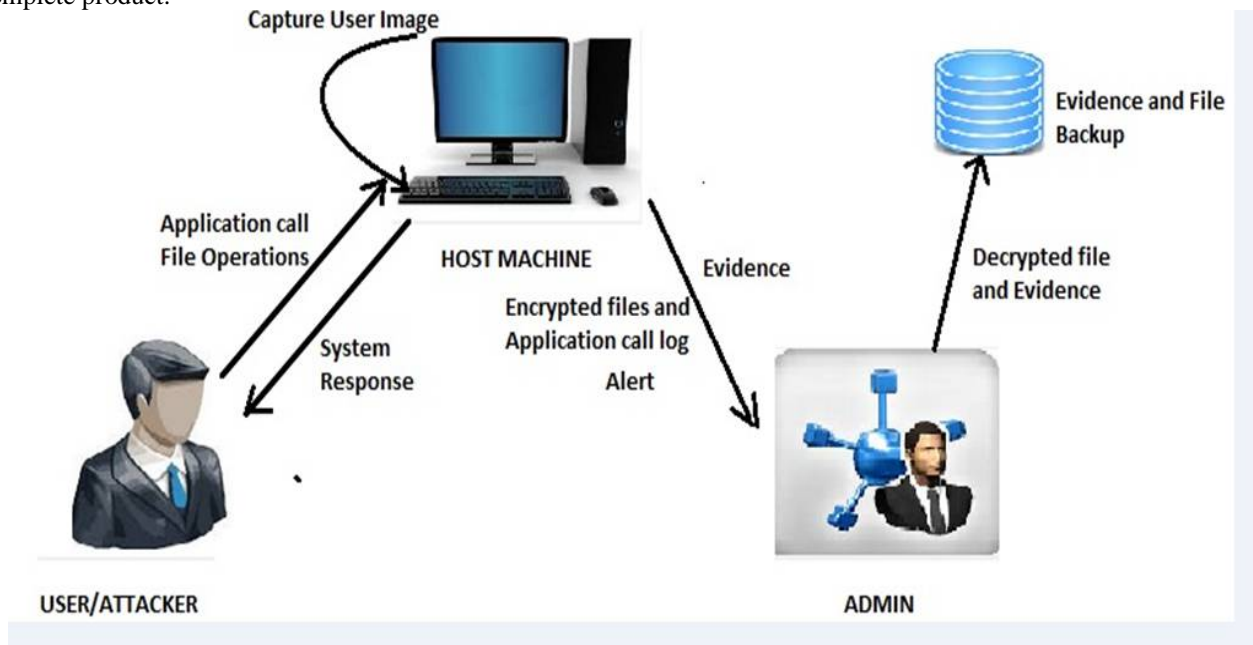 Capture User Image
Evidence and File
Backup
Application call
File Operations
HOST MACHINE
Evidence
Decrypted file
and Evidence
Encrypted files and
Application call log
Alert
System
Response
USER/ATTACKER
ADMIN